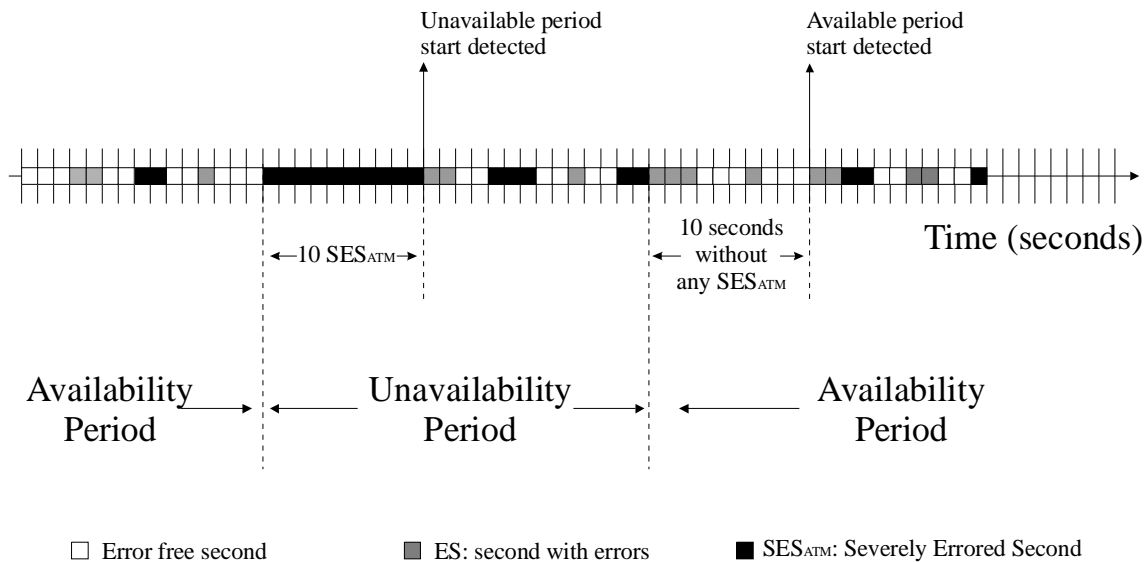 Unavailable period
start detected
Available period
start detected
Time (seconds)
10 SESATM
10 seconds
without
any SESATM
Availability
Period
Unavailability
Period
Availability
Period
Error free second
ES: second with errors
SESATM: Severely Errored Second